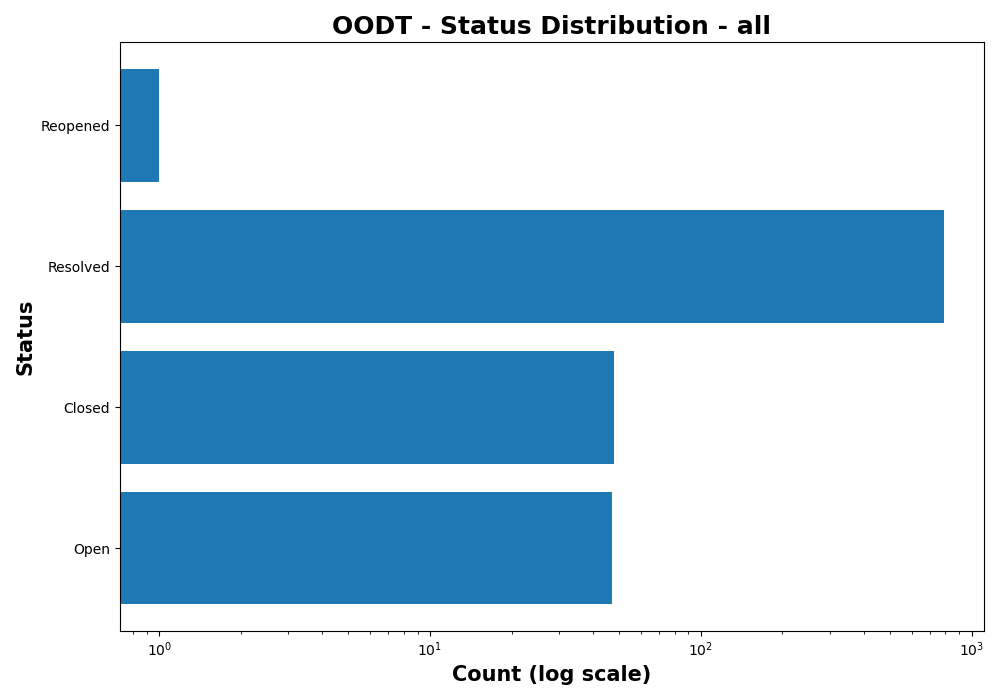 OODT - Status Distribution - all
Reopened
Resolved
Closed
Open
Status
10⁰ 10¹ 10² 10³
Count (log scale)